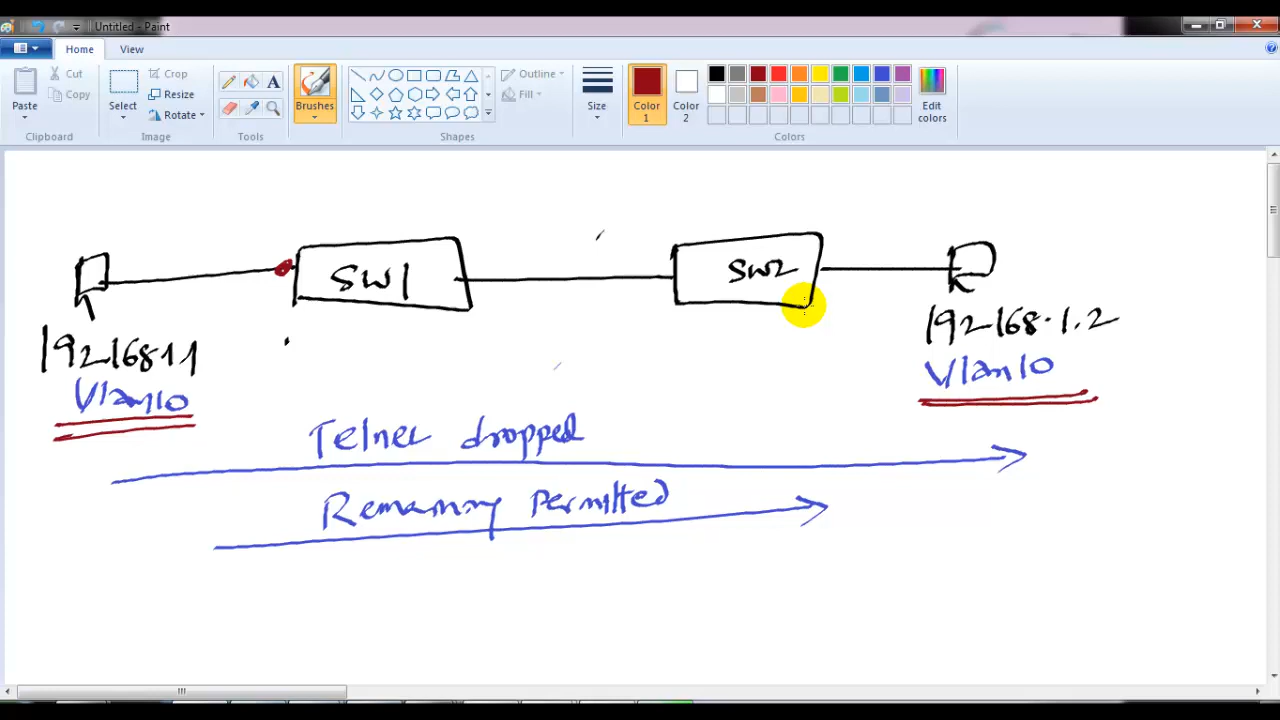 Untitled - Paint
Home View
Paste
Cut
Copy
Clipboard
Select
Crop
Resize
Rotate
Image
Tools
Brushes
Shapes
Outline
Fill
Size
Color 1
Color 2
Edit colors
Colors
SW1
SW2
192.168.1.1
Vlan10
192.168.1.2
Vlan10
Telnet dropped
Remaining Permitted